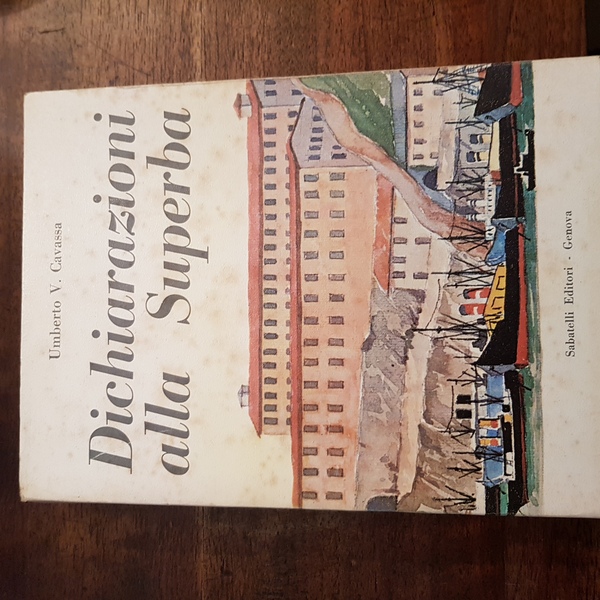 Umberto V. Cavassa
Dichiarazioni
alla Superba
Sabatelli Editori · Genova